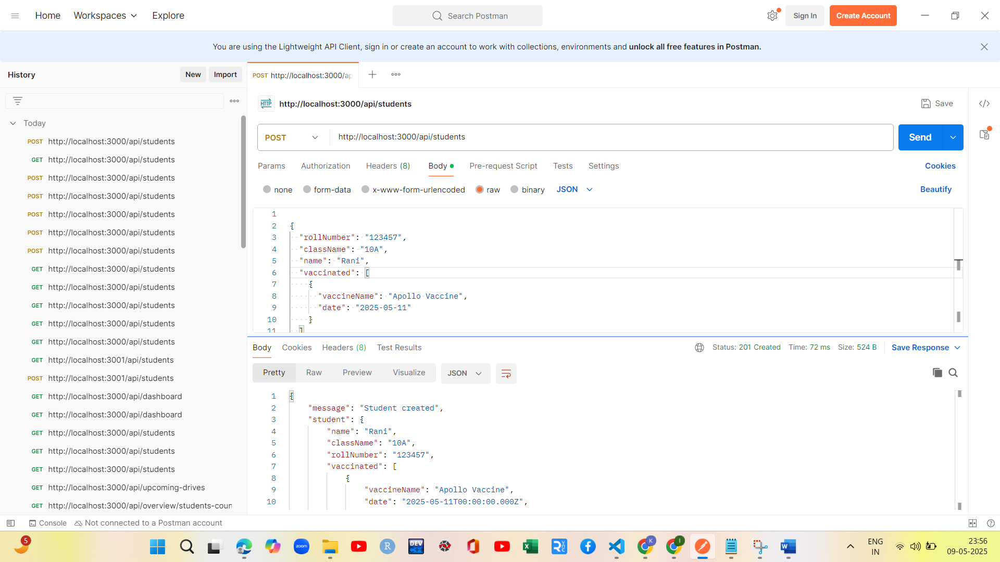 Home Workspaces Explore
Search Postman
Sign In Create Account
You are using the Lightweight API Client, sign in or create an account to work with collections, environments and unlock all free features in Postman.
History New Import
Today
POST http://localhost:3000/api/students
GET http://localhost:3000/api/students
POST http://localhost:3000/api/students
POST http://localhost:3000/api/students
POST http://localhost:3000/api/students
POST http://localhost:3000/api/students
POST http://localhost:3000/api/students
GET http://localhost:3000/api/students
GET http://localhost:3000/api/students
GET http://localhost:3000/api/students
GET http://localhost:3000/api/students
GET http://localhost:3000/api/students
GET http://localhost:3001/api/students
POST http://localhost:3001/api/students
GET http://localhost:3000/api/dashboard
GET http://localhost:3000/api/dashboard
GET http://localhost:3000/api/students
GET http://localhost:3000/api/students
GET http://localhost:3000/api/students
GET http://localhost:3000/api/upcoming-drives
GET http://localhost:3000/api/overview/students-coun
POST http://localhost:3000/ap
HTTP http://localhost:3000/api/students Save
POST http://localhost:3000/api/students Send
Params Authorization Headers (8) Body Pre-request Script Tests Settings Cookies
none form-data x-www-form-urlencoded raw binary JSON Beautify
1
2 {
3 "rollNumber": "123457",
4 "className": "10A",
5 "name": "Rani",
6 "vaccinated": [
7 {
8 "vaccineName": "Apollo Vaccine",
9 "date": "2025-05-11"
10 }
11 ]
Body Cookies Headers (8) Test Results Status: 201 Created Time: 72 ms Size: 524 B Save Response
Pretty Raw Preview Visualize JSON
1 {
2 "message": "Student created",
3 "student": {
4 "name": "Rani",
5 "className": "10A",
6 "rollNumber": "123457",
7 "vaccinated": [
8 {
9 "vaccineName": "Apollo Vaccine",
10 "date": "2025-05-11T00:00:00.000Z",
Console Not connected to a Postman account
5
zoom
R
DEV
C++
K
I
ENG
IN
23:56
09-05-2025